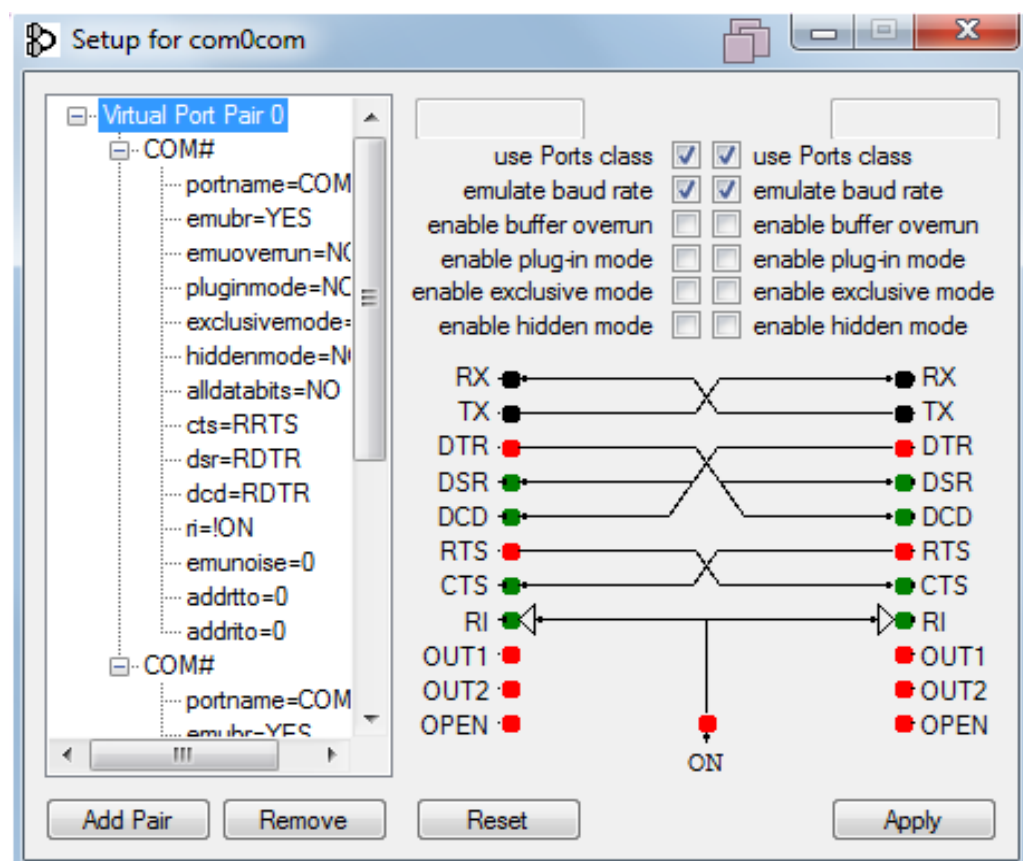 Setup for com0com
Virtual Port Pair 0
COM#
portname=COM
emubr=YES
emuoverrun=NO
pluginmode=NO
exclusivemode=
hiddenmode=NO
alldatabits=NO
cts=RRTS
dsr=RDTR
dcd=RDTR
ri=!ON
emunoise=0
addrtto=0
addrito=0
COM#
portname=COM
emubr=YES
use Ports class use Ports class
emulate baud rate emulate baud rate
enable buffer overrun enable buffer overrun
enable plug-in mode enable plug-in mode
enable exclusive mode enable exclusive mode
enable hidden mode enable hidden mode
RX RX
TX TX
DTR DTR
DSR DSR
DCD DCD
RTS RTS
CTS CTS
RI RI
OUT1 OUT1
OUT2 OUT2
OPEN OPEN
ON
Add Pair Remove Reset Apply